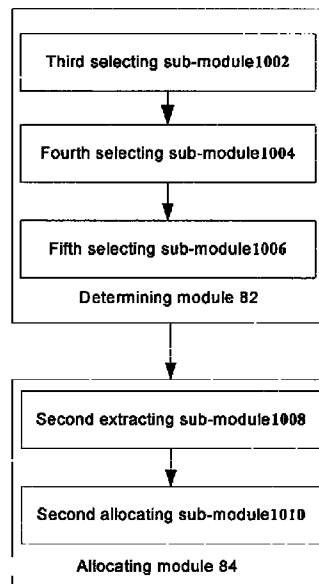 Third selecting sub-module1002
Fourth selecting sub-module1004
Fifth selecting sub-module1006
Determining module 82
Second extracting sub-module1008
Second allocating sub-module1010
Allocating module 84